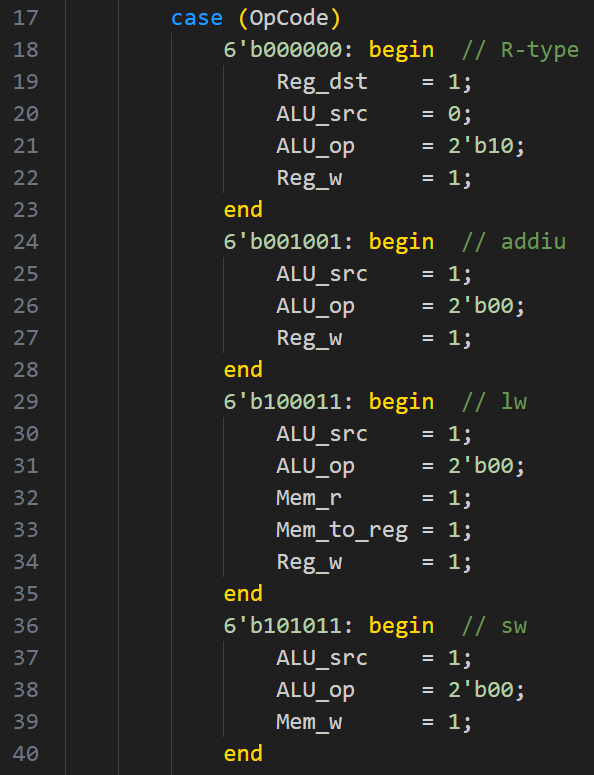 17 case (OpCode)
18 6'b000000: begin // R-type
19 Reg_dst = 1;
20 ALU_src = 0;
21 ALU_op = 2'b10;
22 Reg_w = 1;
23 end
24 6'b001001: begin // addiu
25 ALU_src = 1;
26 ALU_op = 2'b00;
27 Reg_w = 1;
28 end
29 6'b100011: begin // lw
30 ALU_src = 1;
31 ALU_op = 2'b00;
32 Mem_r = 1;
33 Mem_to_reg = 1;
34 Reg_w = 1;
35 end
36 6'b101011: begin // sw
37 ALU_src = 1;
38 ALU_op = 2'b00;
39 Mem_w = 1;
40 end